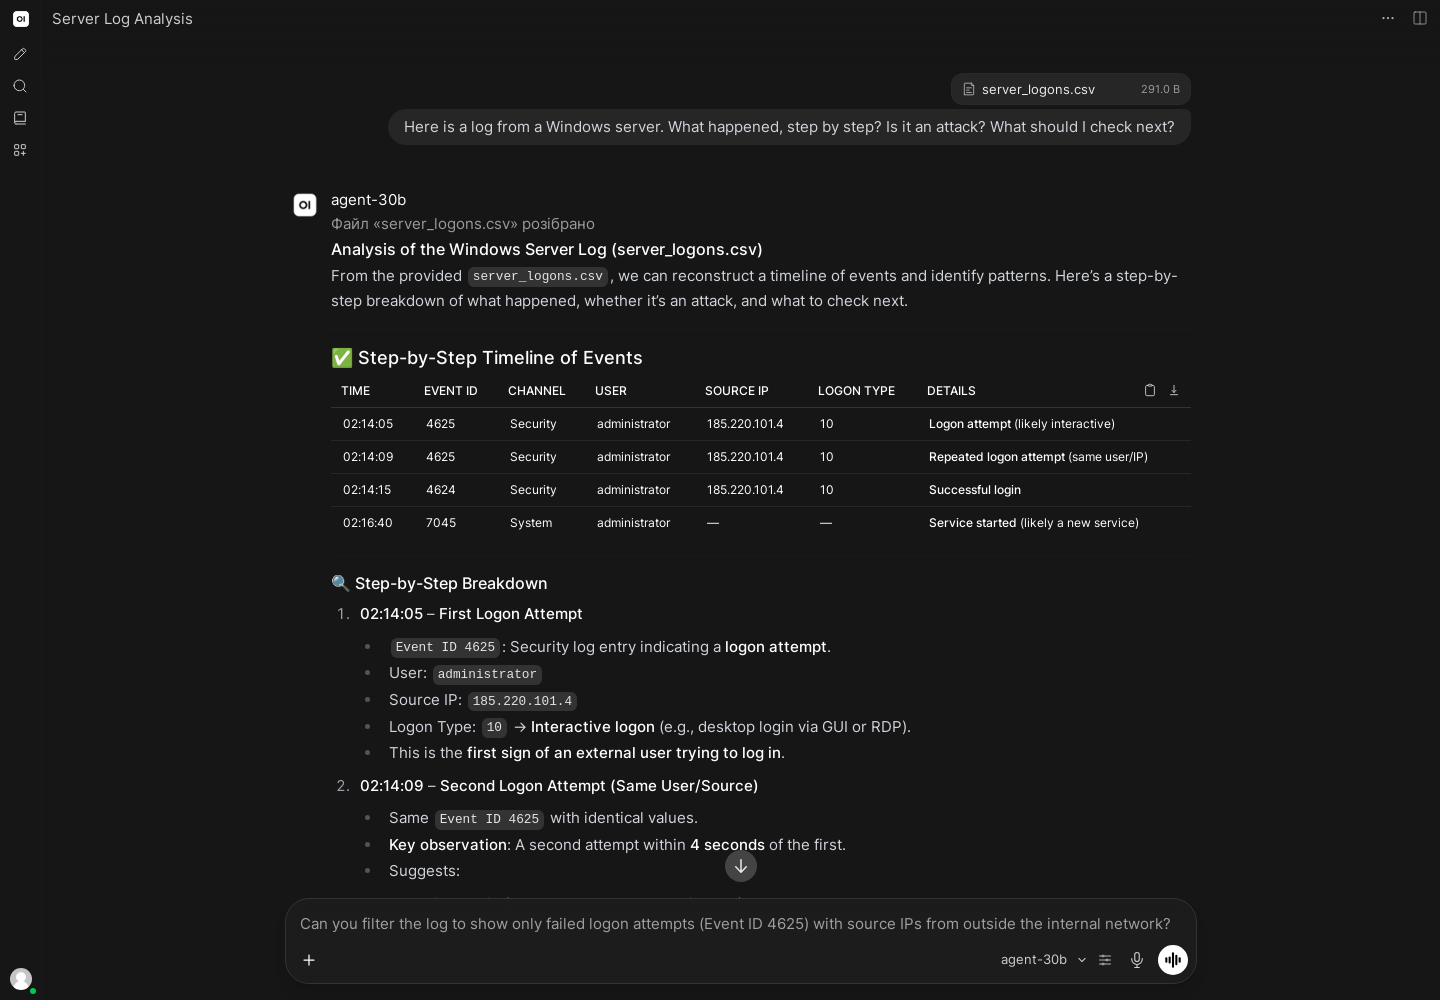 OI Server Log Analysis
server_logons.csv 291.0 B
Here is a log from a Windows server. What happened, step by step? Is it an attack? What should I check next?
OI agent-30b
Файл «server_logons.csv» розібрано
Analysis of the Windows Server Log (server_logons.csv)
From the provided server_logons.csv, we can reconstruct a timeline of events and identify patterns. Here’s a step-by-
step breakdown of what happened, whether it’s an attack, and what to check next.
✅ Step-by-Step Timeline of Events
TIME EVENT ID CHANNEL USER SOURCE IP LOGON TYPE DETAILS
02:14:05 4625 Security administrator 185.220.101.4 10 Logon attempt (likely interactive)
02:14:09 4625 Security administrator 185.220.101.4 10 Repeated logon attempt (same user/IP)
02:14:15 4624 Security administrator 185.220.101.4 10 Successful login
02:16:40 7045 System administrator — — Service started (likely a new service)
🔍 Step-by-Step Breakdown
1. 02:14:05 – First Logon Attempt
• Event ID 4625: Security log entry indicating a logon attempt.
• User: administrator
• Source IP: 185.220.101.4
• Logon Type: 10 → Interactive logon (e.g., desktop login via GUI or RDP).
• This is the first sign of an external user trying to log in.
2. 02:14:09 – Second Logon Attempt (Same User/Source)
• Same Event ID 4625 with identical values.
• Key observation: A second attempt within 4 seconds of the first.
• Suggests:
Can you filter the log to show only failed logon attempts (Event ID 4625) with source IPs from outside the internal network?
agent-30b